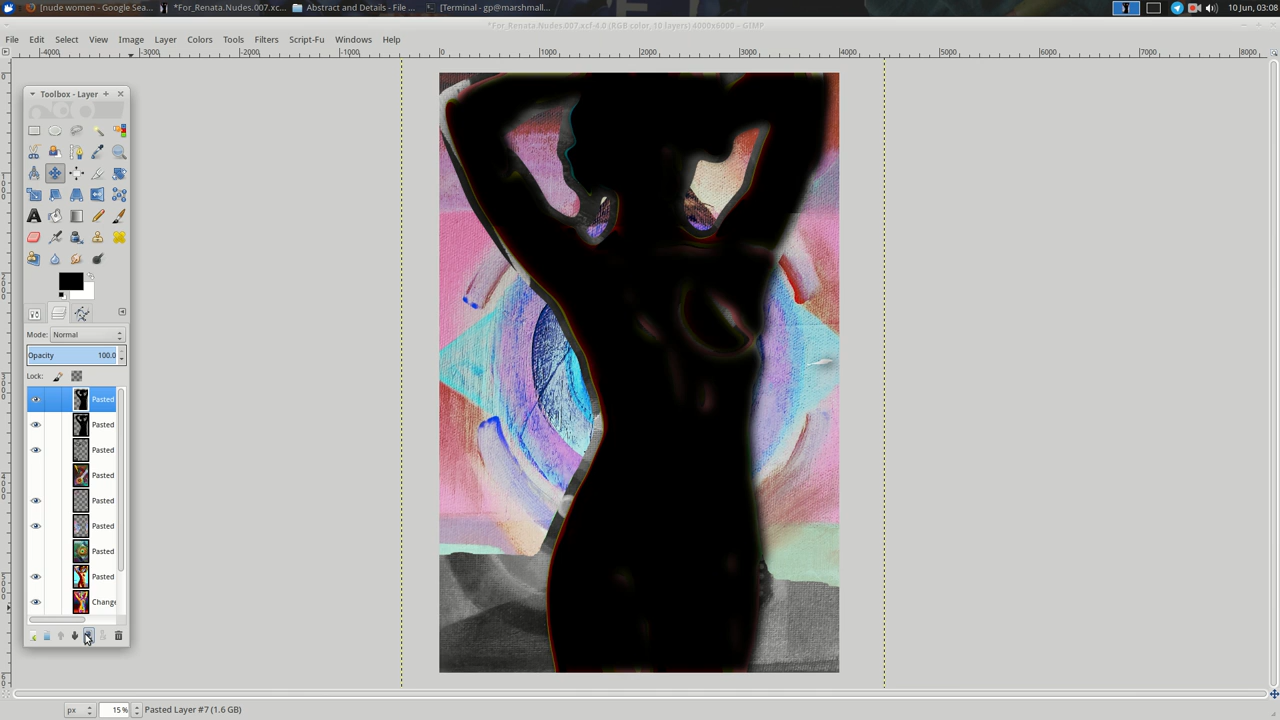 nude women - Google Sea... *For_Renata.Nudes.007.xc... Abstract and Details - File ... [Terminal - gp@marshmall... 10 Jun, 03:08
*For_Renata.Nudes.007.xcf-4.0 (RGB color, 10 layers) 4000x6000 – GIMP
File Edit Select View Image Layer Colors Tools Filters Script-Fu Windows Help
-4000 -3000 0 1000 2000 3000 4000 5000 6000 7000 8000
Toolbox - Layer
Mode: Normal
Opacity 100.0
Lock:
Pasted
Pasted
Pasted
Pasted
Pasted
Pasted
Pasted
Pasted
Change
px 15% Pasted Layer #7 (1.6 GB)